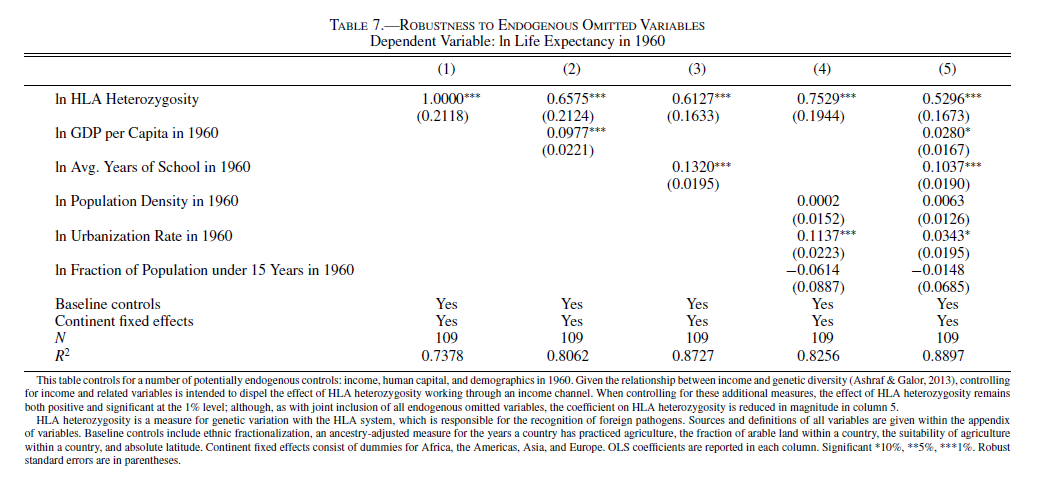 TABLE 7.—ROBUSTNESS TO ENDOGENOUS OMITTED VARIABLES
Dependent Variable: ln Life Expectancy in 1960
(1) (2) (3) (4) (5)
ln HLA Heterozygosity 1.0000*** 0.6575*** 0.6127*** 0.7529*** 0.5296***
(0.2118) (0.2124) (0.1633) (0.1944) (0.1673)
ln GDP per Capita in 1960 0.0977*** 0.0280*
(0.0221) (0.0167)
ln Avg. Years of School in 1960 0.1320*** 0.1037***
(0.0195) (0.0190)
ln Population Density in 1960 0.0002 0.0063
(0.0152) (0.0126)
ln Urbanization Rate in 1960 0.1137*** 0.0343*
(0.0223) (0.0195)
ln Fraction of Population under 15 Years in 1960 −0.0614 −0.0148
(0.0887) (0.0685)
Baseline controls Yes Yes Yes Yes Yes
Continent fixed effects Yes Yes Yes Yes Yes
N 109 109 109 109 109
R² 0.7378 0.8062 0.8727 0.8256 0.8897
This table controls for a number of potentially endogenous controls: income, human capital, and demographics in 1960. Given the relationship between income and genetic diversity (Ashraf & Galor, 2013), controlling
for income and related variables is intended to dispel the effect of HLA heterozygosity working through an income channel. When controlling for these additional measures, the effect of HLA heterozygosity remains
both positive and significant at the 1% level; although, as with joint inclusion of all endogenous omitted variables, the coefficient on HLA heterozygosity is reduced in magnitude in column 5.
HLA heterozygosity is a measure for genetic variation with the HLA system, which is responsible for the recognition of foreign pathogens. Sources and definitions of all variables are given within the appendix
of variables. Baseline controls include ethnic fractionalization, an ancestry-adjusted measure for the years a country has practiced agriculture, the fraction of arable land within a country, the suitability of agriculture
within a country, and absolute latitude. Continent fixed effects consist of dummies for Africa, the Americas, Asia, and Europe. OLS coefficients are reported in each column. Significant *10%, **5%, ***1%. Robust
standard errors are in parentheses.